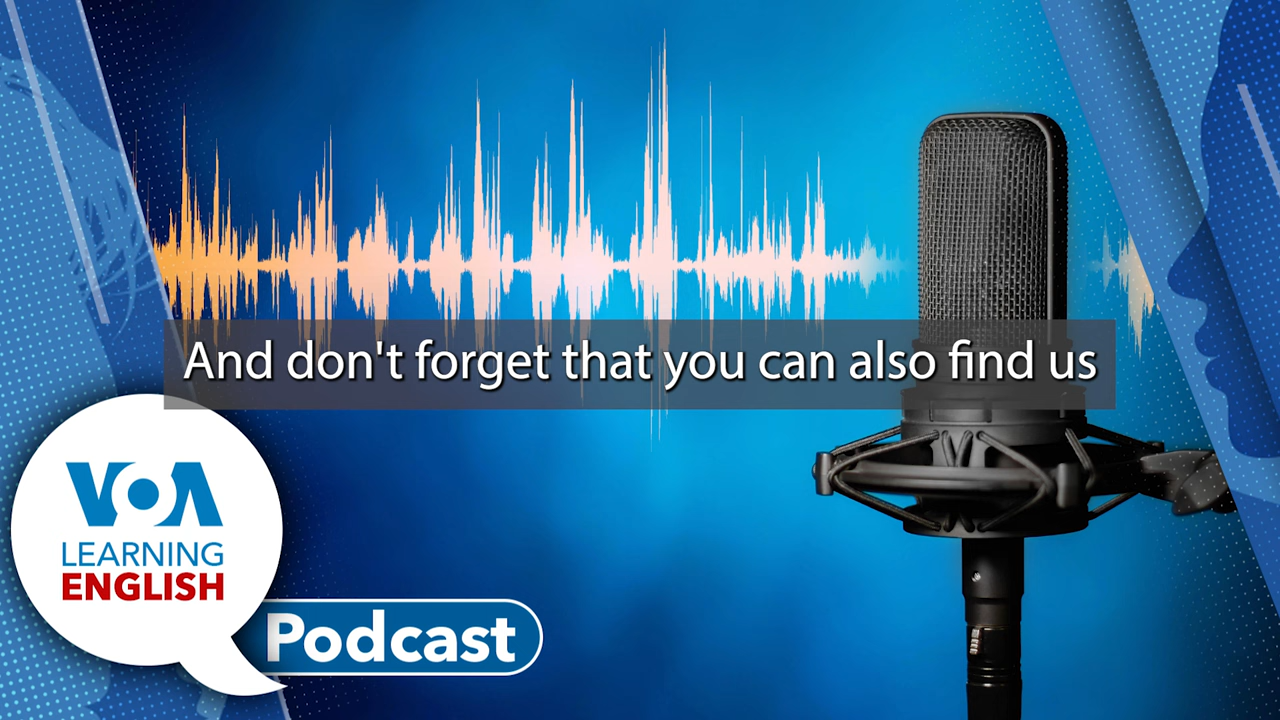 And don't forget that you can also find us
VOA
LEARNING
ENGLISH
Podcast